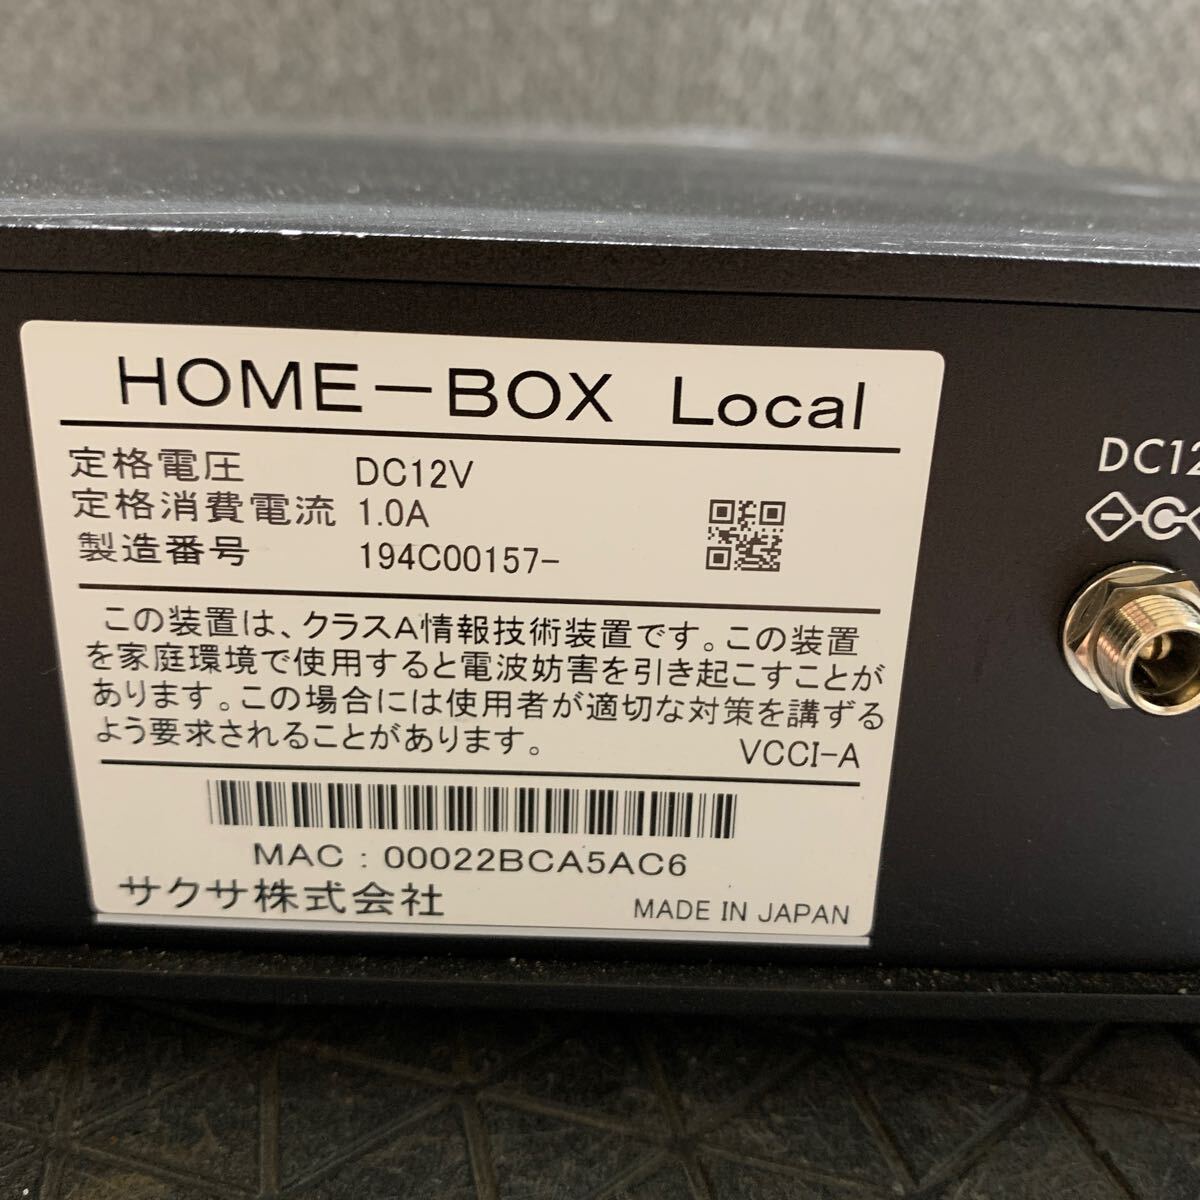 HOME－BOX Local
定格電圧 DC12V
定格消費電流 1.0A
製造番号 194C00157-
この装置は、クラスA情報技術装置です。この装置
を家庭環境で使用すると電波妨害を引き起こすことが
あります。この場合には使用者が適切な対策を講ずる
よう要求されることがあります。 VCCI-A
MAC : 00022BCA5AC6
サクサ株式会社 MADE IN JAPAN
DC12